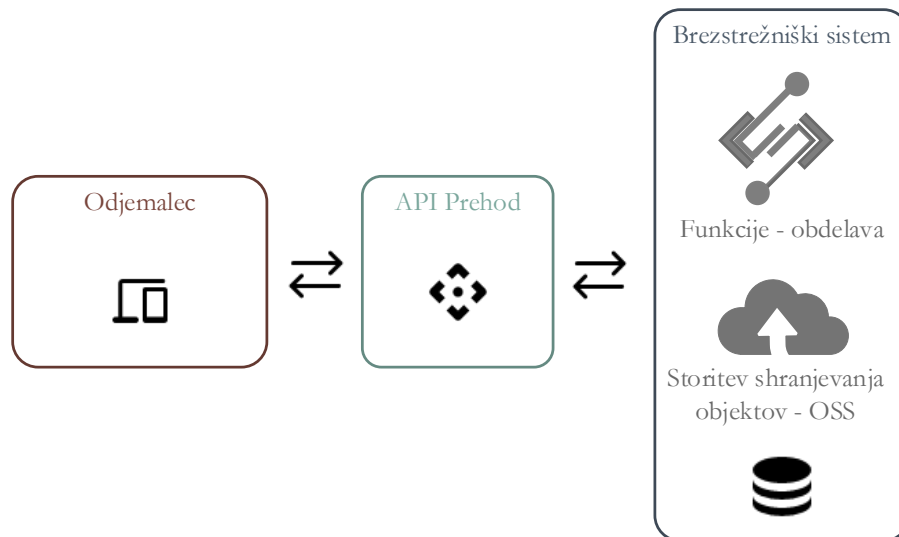 Odjemalec
API Prehod
Brezstrežniški sistem
Funkcije - obdelava
Storitev shranjevanja
objektov - OSS